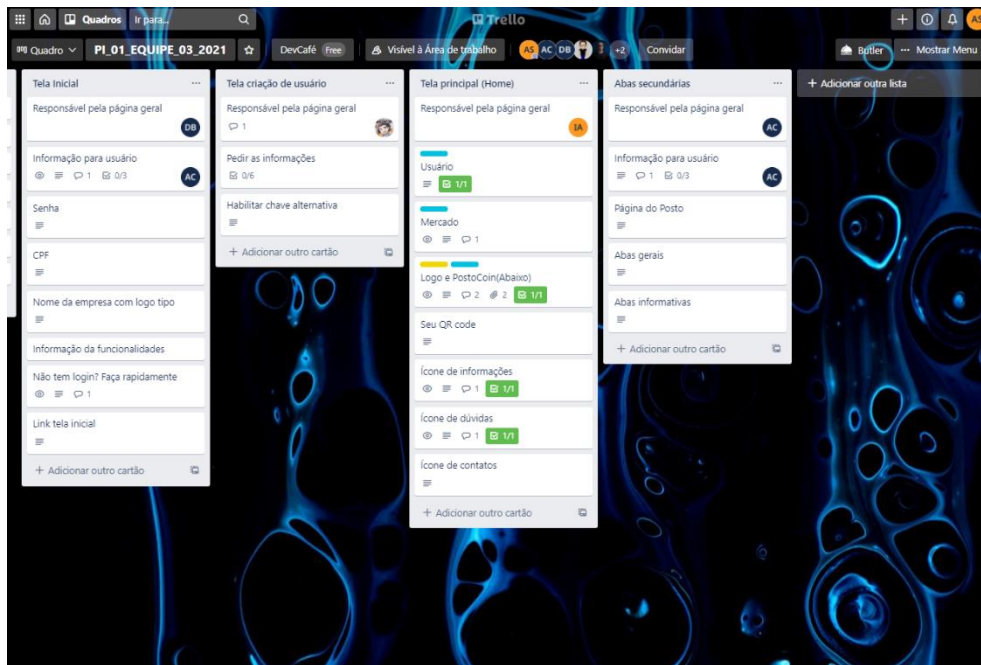 Quadros
Ir para...
Trello
AS
Quadro
PI_01_EQUIPE_03_2021
DevCafé
Free
Visível à Área de trabalho
AS
AC
DB
+2
Convidar
Butler
Mostrar Menu
Tela Inicial
Responsável pela página geral
DB
Informação para usuário
1
0/3
AC
Senha
CPF
Nome da empresa com logo tipo
Informação da funcionalidades
Não tem login? Faça rapidamente
1
Link tela inicial
+ Adicionar outro cartão
Tela criação de usuário
Responsável pela página geral
1
Pedir as informações
0/6
Habilitar chave alternativa
+ Adicionar outro cartão
Tela principal (Home)
Responsável pela página geral
IA
Usuário
1/1
Mercado
1
Logo e PostoCoin(Abaixo)
2
2
1/1
Seu QR code
Ícone de informações
1
1/1
Ícone de dúvidas
1
1/1
Ícone de contatos
+ Adicionar outro cartão
Abas secundárias
Responsável pela página geral
AC
Informação para usuário
1
0/3
AC
Página do Posto
Abas gerais
Abas informativas
+ Adicionar outro cartão
+ Adicionar outra lista